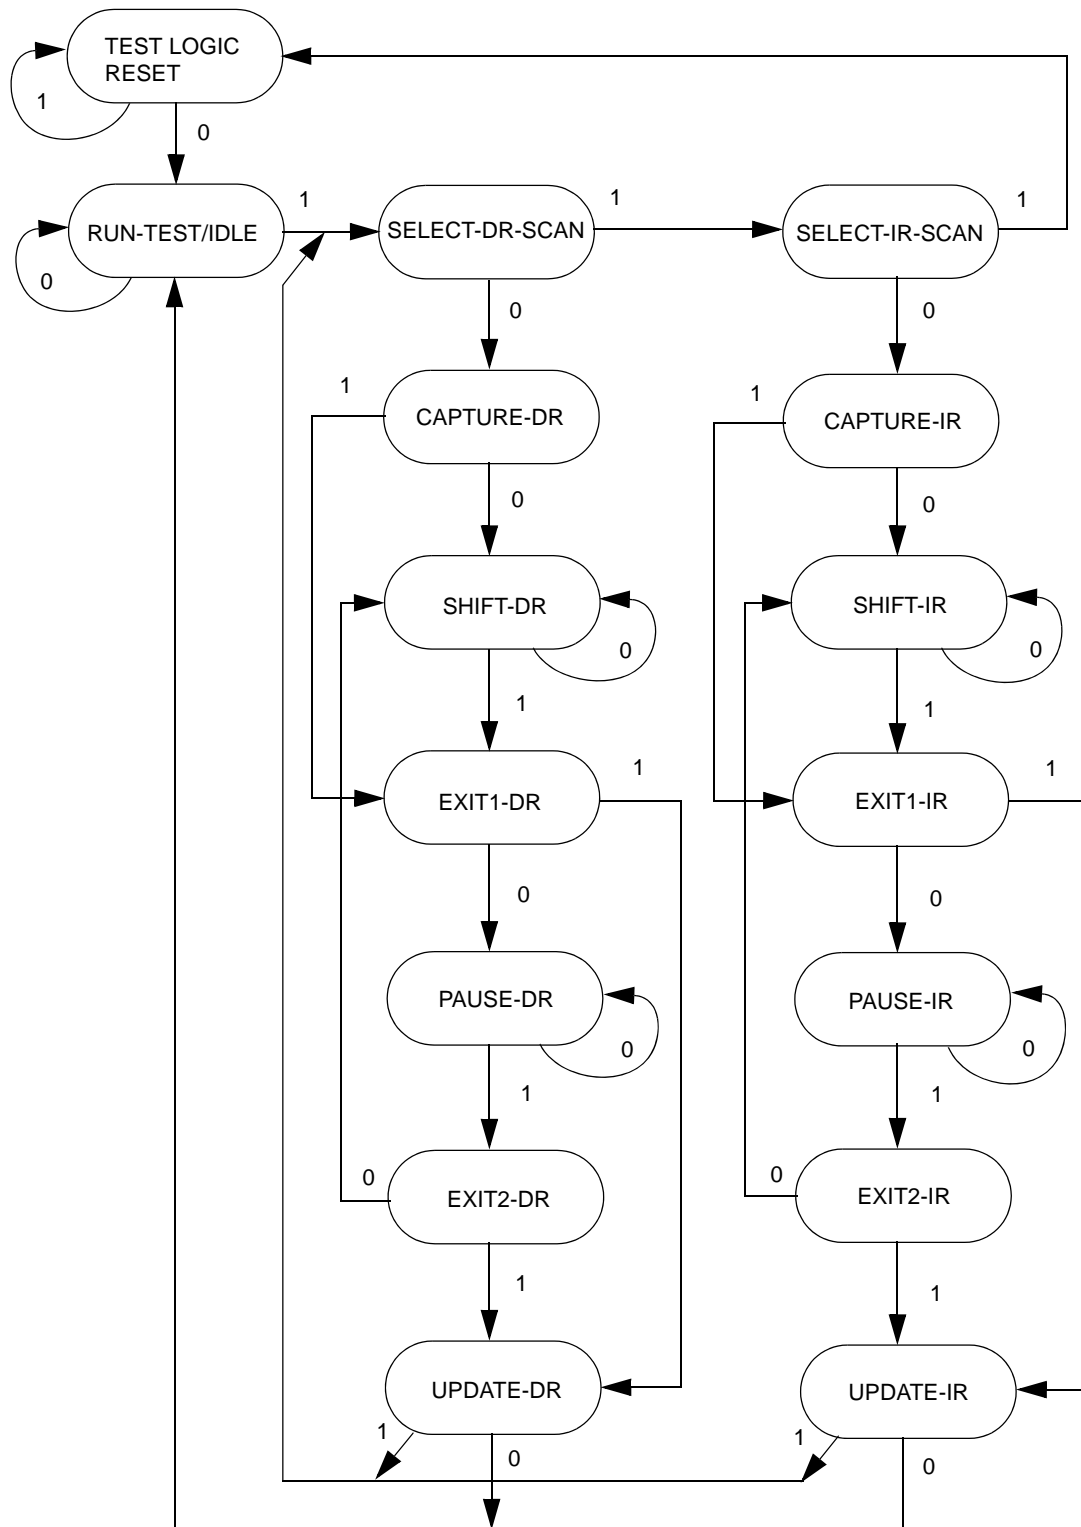 TEST LOGIC
RESET
1
0
RUN-TEST/IDLE
0
1
SELECT-DR-SCAN
1
SELECT-IR-SCAN
1
0
0
1
CAPTURE-DR
1
CAPTURE-IR
0
0
SHIFT-DR
0
SHIFT-IR
0
1
1
EXIT1-DR
1
EXIT1-IR
1
0
0
PAUSE-DR
0
PAUSE-IR
0
1
1
0
EXIT2-DR
0
EXIT2-IR
1
1
UPDATE-DR
UPDATE-IR
1
0
1
0